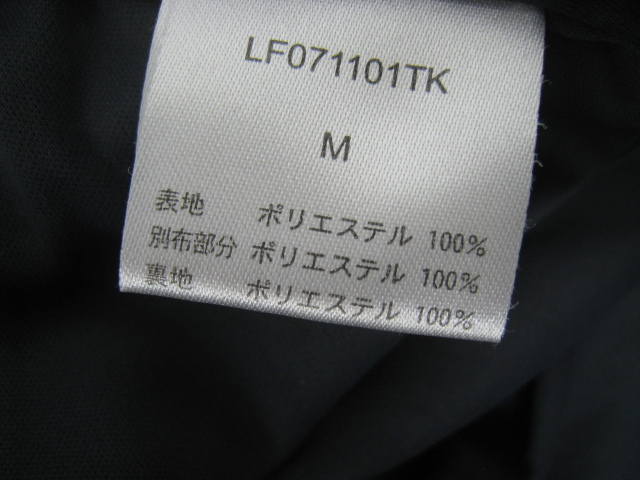 LF071101TK
M
表地 ポリエステル 100%
別布部分 ポリエステル 100%
裏地 ポリエステル 100%